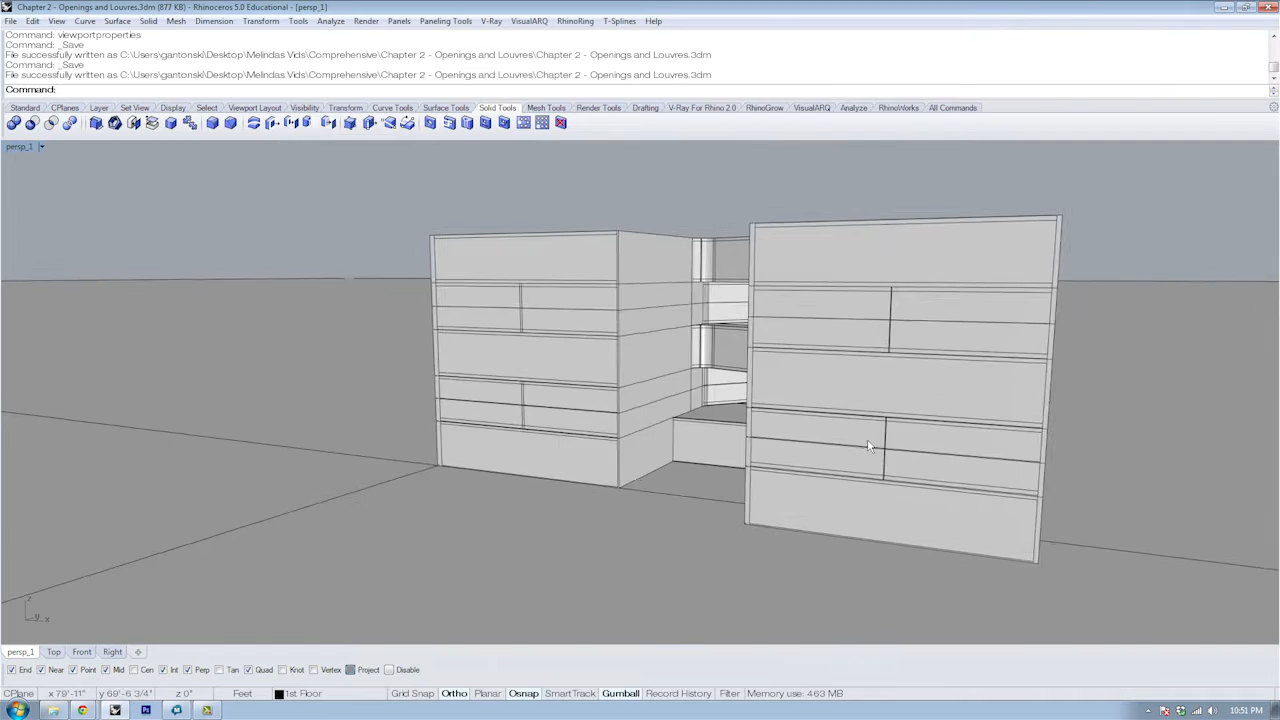 Chapter 2 - Openings and Louvres.3dm (877 KB) - Rhinoceros 5.0 Educational - [persp_1]
File Edit View Curve Surface Solid Mesh Dimension Transform Tools Analyze Render Panels Paneling Tools V-Ray VisualARQ RhinoRing T-Splines Help
Command: viewportproperties
Command: _Save
File successfully written as C:\Users\gantonski\Desktop\Melindas Vids\Comprehensive\Chapter 2 - Openings and Louvres\Chapter 2 - Openings and Louvres.3dm
Command: _Save
File successfully written as C:\Users\gantonski\Desktop\Melindas Vids\Comprehensive\Chapter 2 - Openings and Louvres\Chapter 2 - Openings and Louvres.3dm
Command:
Standard CPlanes Layer Set View Display Select Viewport Layout Visibility Transform Curve Tools Surface Tools Solid Tools Mesh Tools Render Tools Drafting V-Ray For Rhino 2.0 RhinoGrow VisualARQ Analyze RhinoWorks All Commands
persp_1
z
y x
persp_1 Top Front Right
End Near Point Mid Cen Int Perp Tan Quad Knot Vertex Project Disable
CPlane x 79'-11" y 69'-6 3/4" z 0" Feet 1st Floor Grid Snap Ortho Planar Osnap SmartTrack Gumball Record History Filter Memory use: 463 MB
10:51 PM